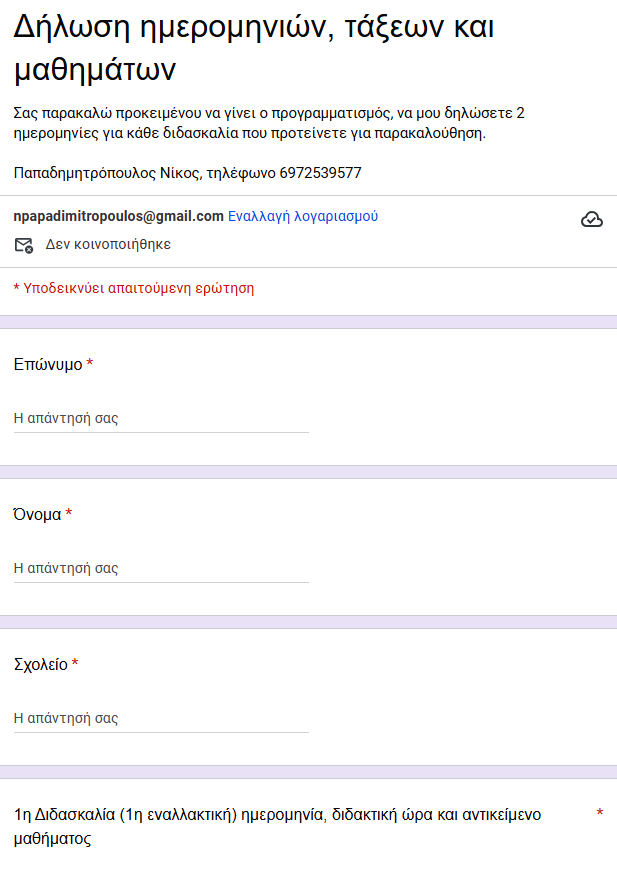 Δήλωση ημερομηνιών, τάξεων και
μαθημάτων
Σας παρακαλώ προκειμένου να γίνει ο προγραμματισμός, να μου δηλώσετε 2
ημερομηνίες για κάθε διδασκαλία που προτείνετε για παρακαλούθηση.
Παπαδημητρόπουλος Νίκος, τηλέφωνο 6972539577
npapadimitropoulos@gmail.com Εναλλαγή λογαριασμού
Δεν κοινοποιήθηκε
* Υποδεικνύει απαιτούμενη ερώτηση
Επώνυμο *
Η απάντησή σας
Όνομα *
Η απάντησή σας
Σχολείο *
Η απάντησή σας
1η Διδασκαλία (1η εναλλακτική) ημερομηνία, διδακτική ώρα και αντικείμενο *
μαθήματος